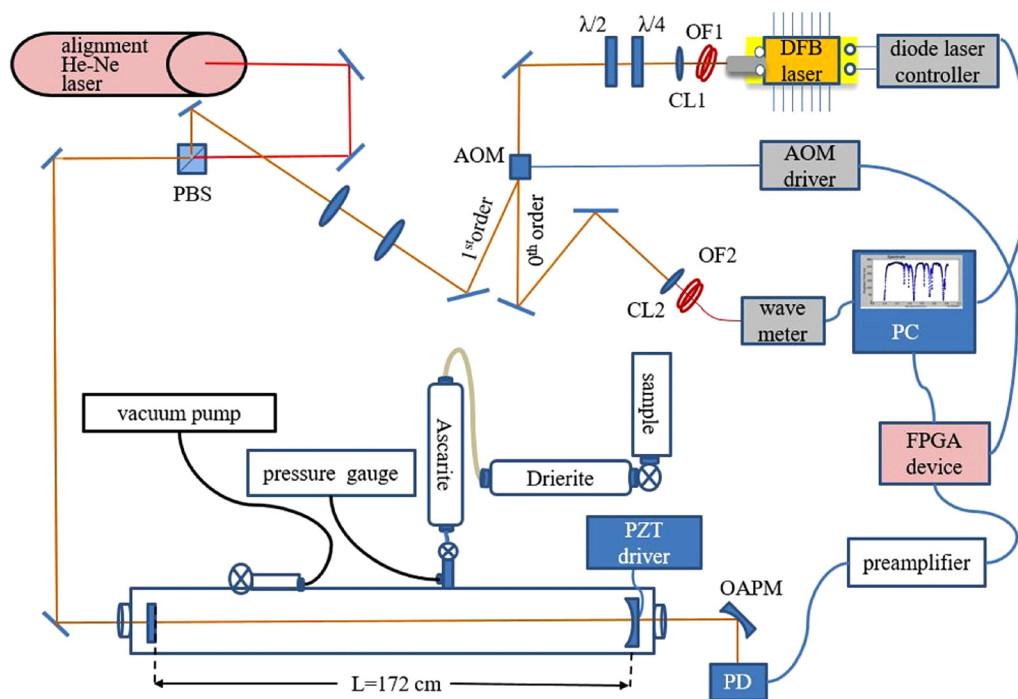 alignment
He-Ne
laser
λ/2
λ/4
OF1
CL1
DFB
laser
diode laser
controller
PBS
AOM
AOM
driver
1st order
0th order
OF2
CL2
wave
meter
PC
vacuum pump
pressure gauge
Ascarite
Drierite
sample
FPGA
device
PZT
driver
preamplifier
OAPM
PD
L=172 cm